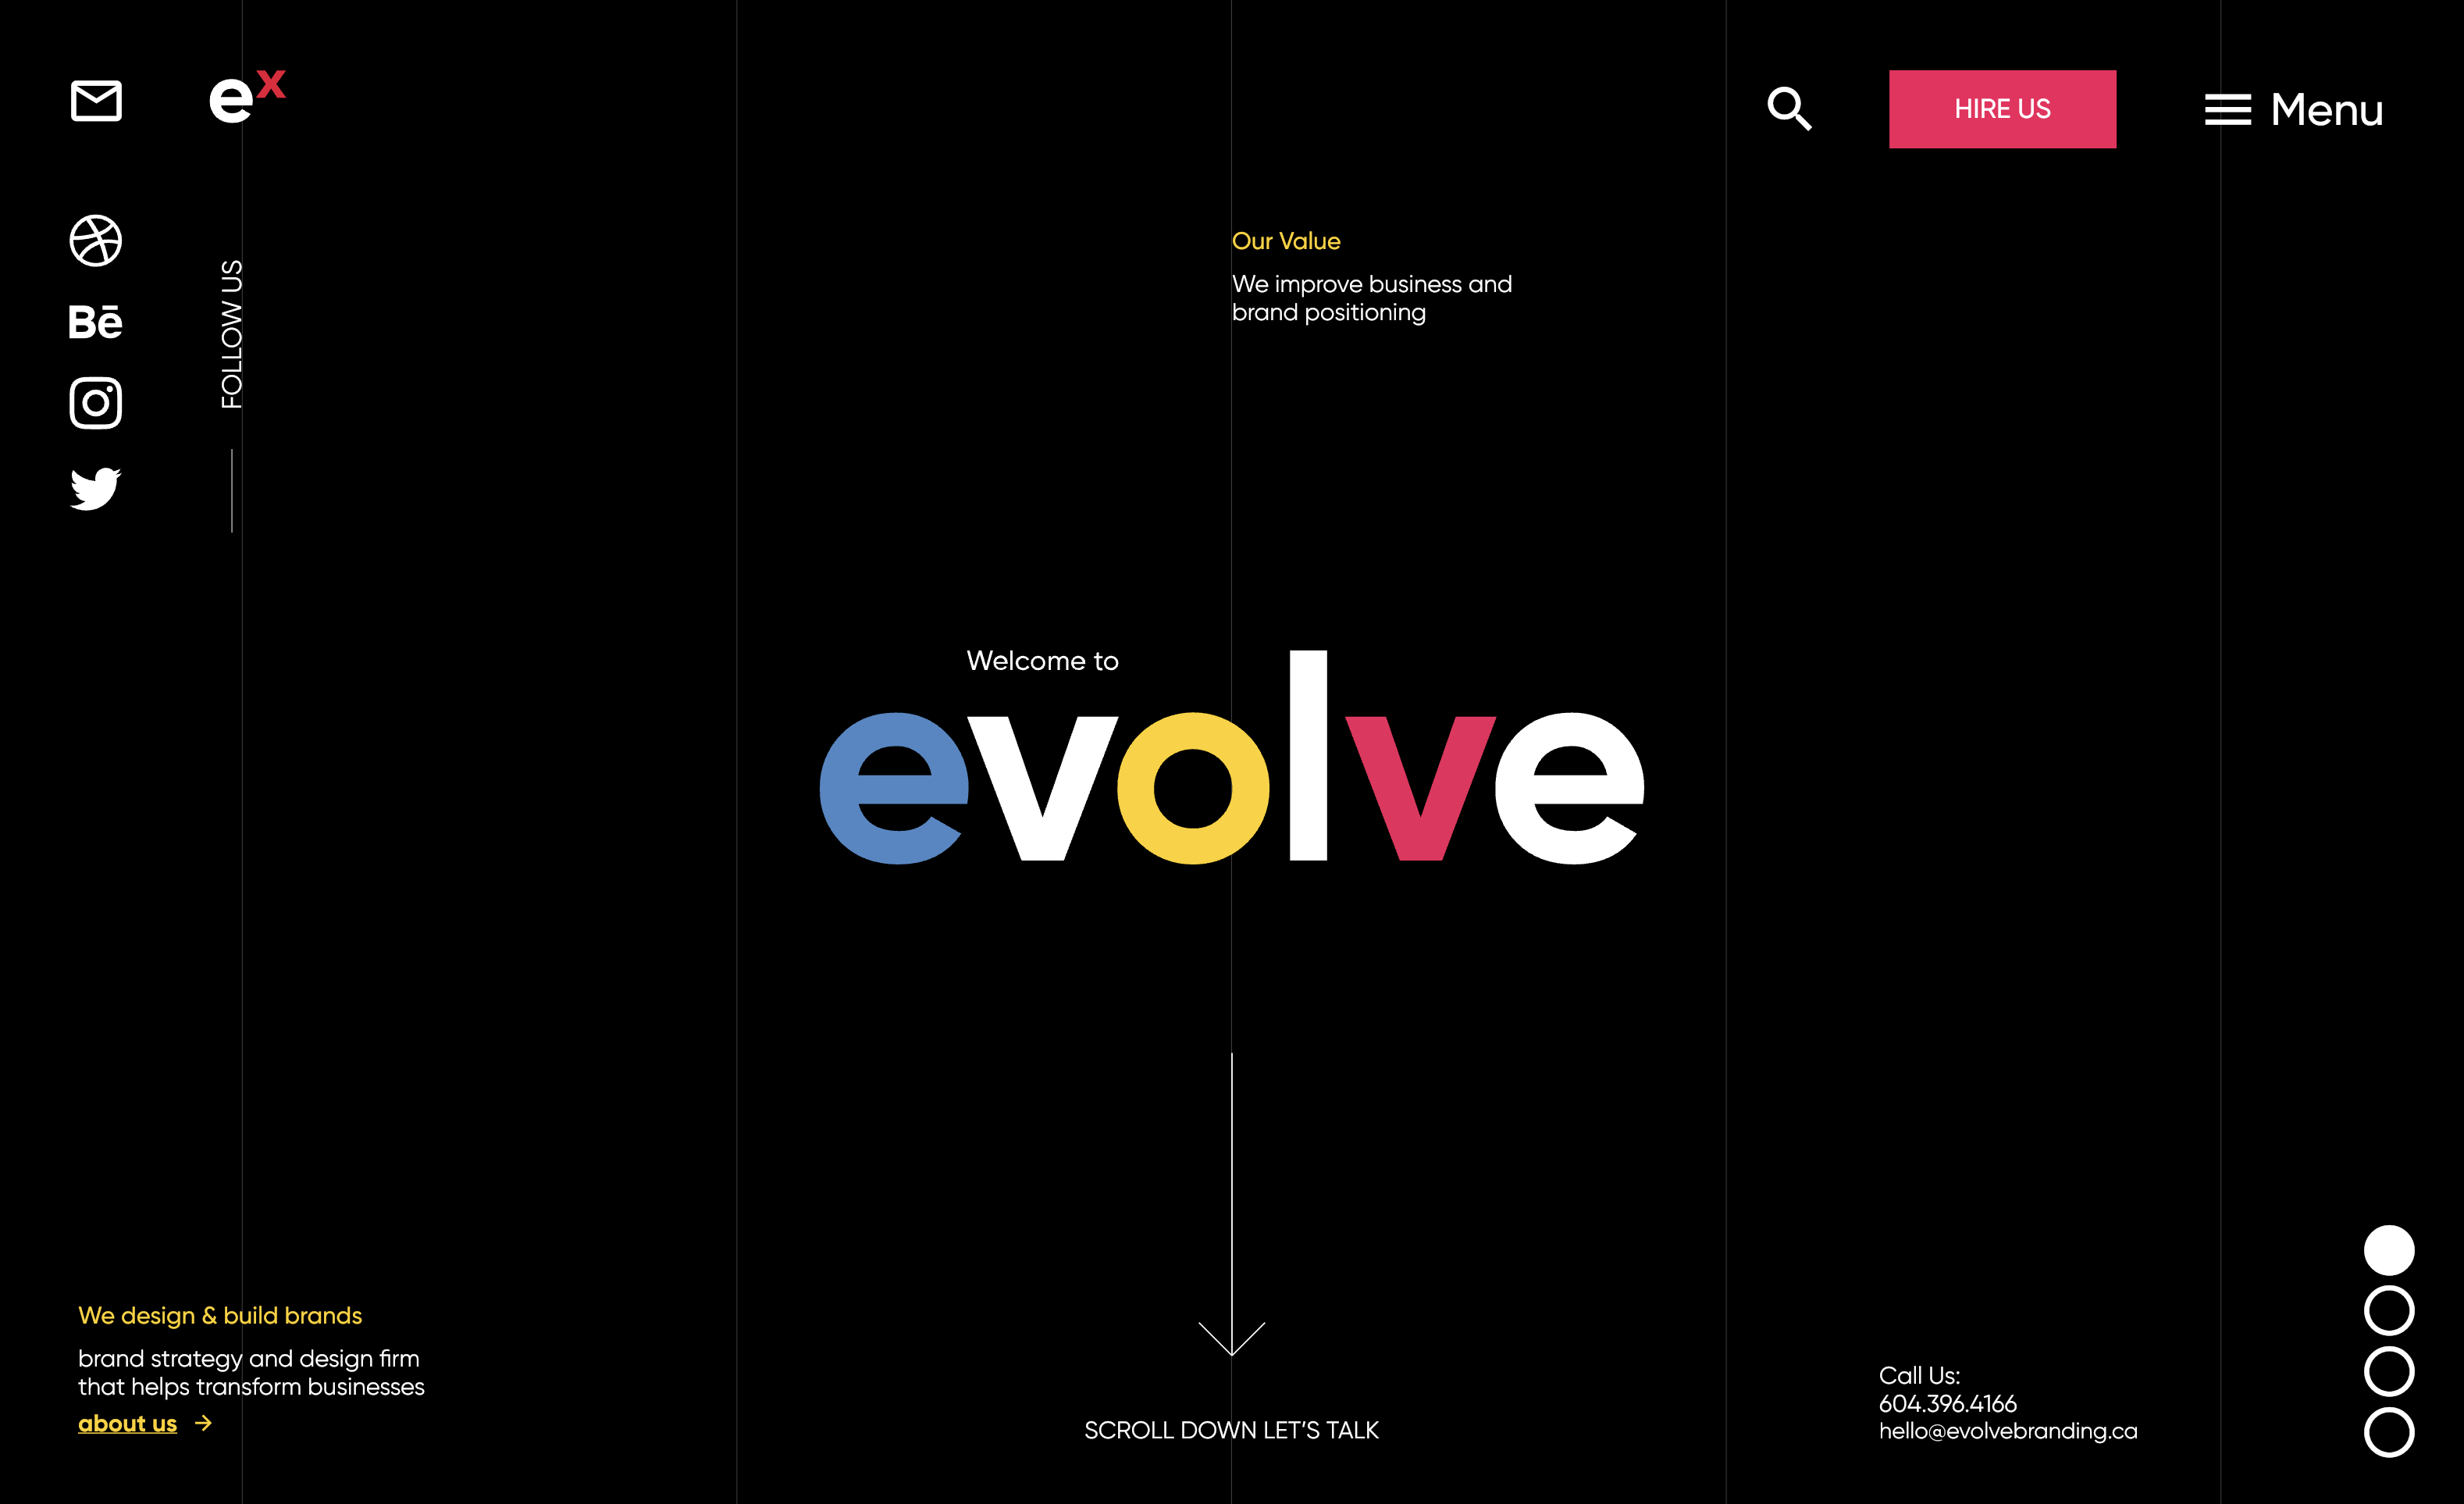 ex
HIRE US
Menu
FOLLOW US
Bē
Our Value
We improve business and
brand positioning
Welcome to
evolve
We design & build brands
brand strategy and design firm
that helps transform businesses
about us
SCROLL DOWN LET’S TALK
Call Us:
604.396.4166
hello@evolvebranding.ca